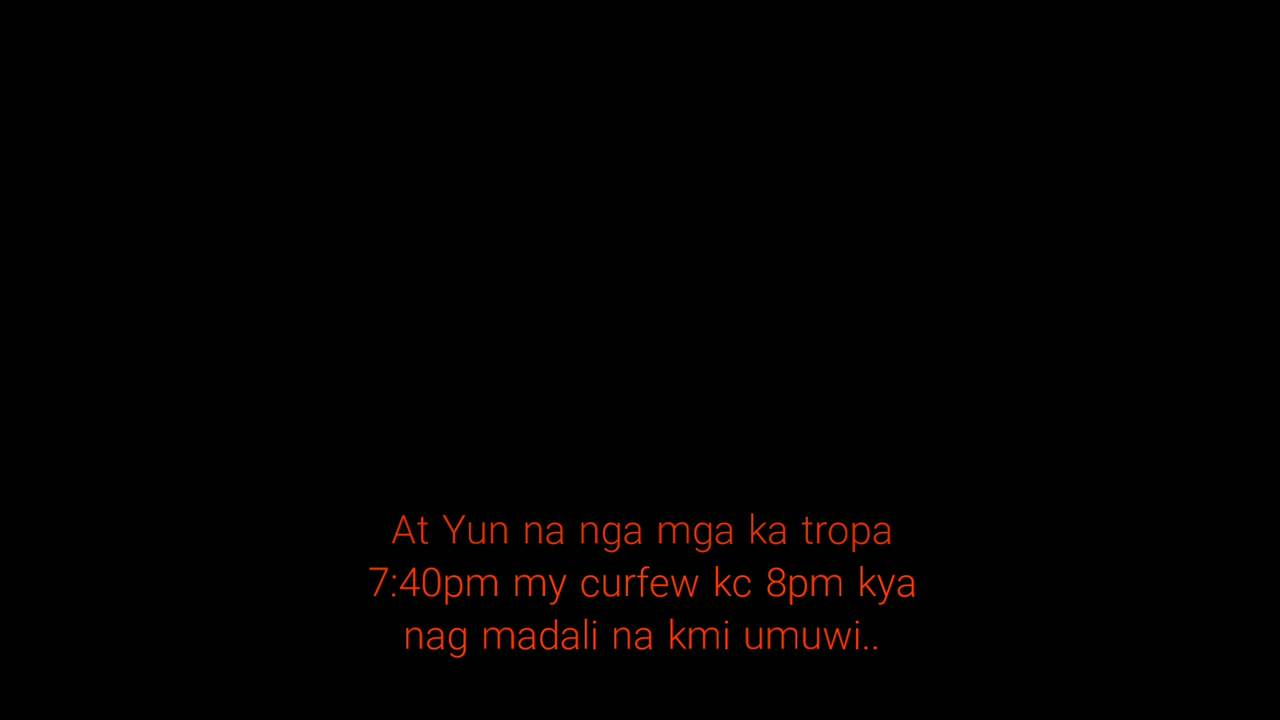 At Yun na nga mga ka tropa
7:40pm my curfew kc 8pm kya
nag madali na kmi umuwi..